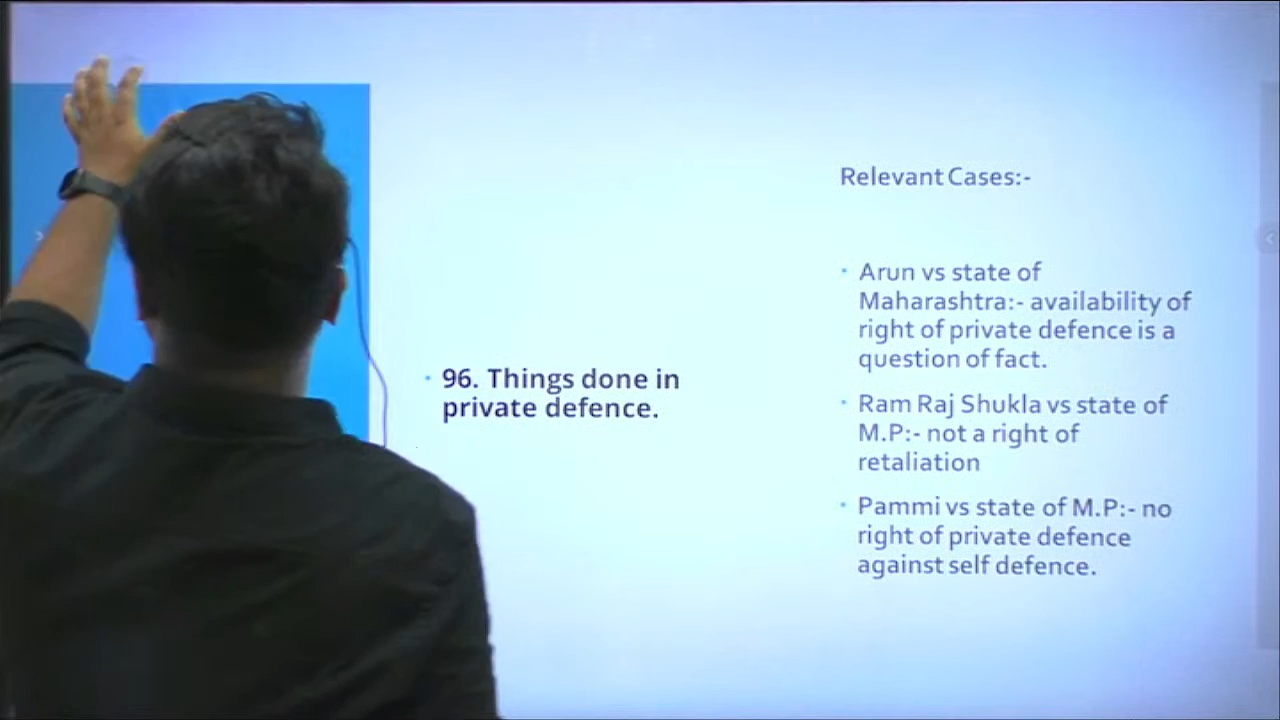 96. Things done in
private defence.
Relevant Cases:-
Arun vs state of
Maharashtra:- availability of
right of private defence is a
question of fact.
Ram Raj Shukla vs state of
M.P:- not a right of
retaliation
Pammi vs state of M.P:- no
right of private defence
against self defence.